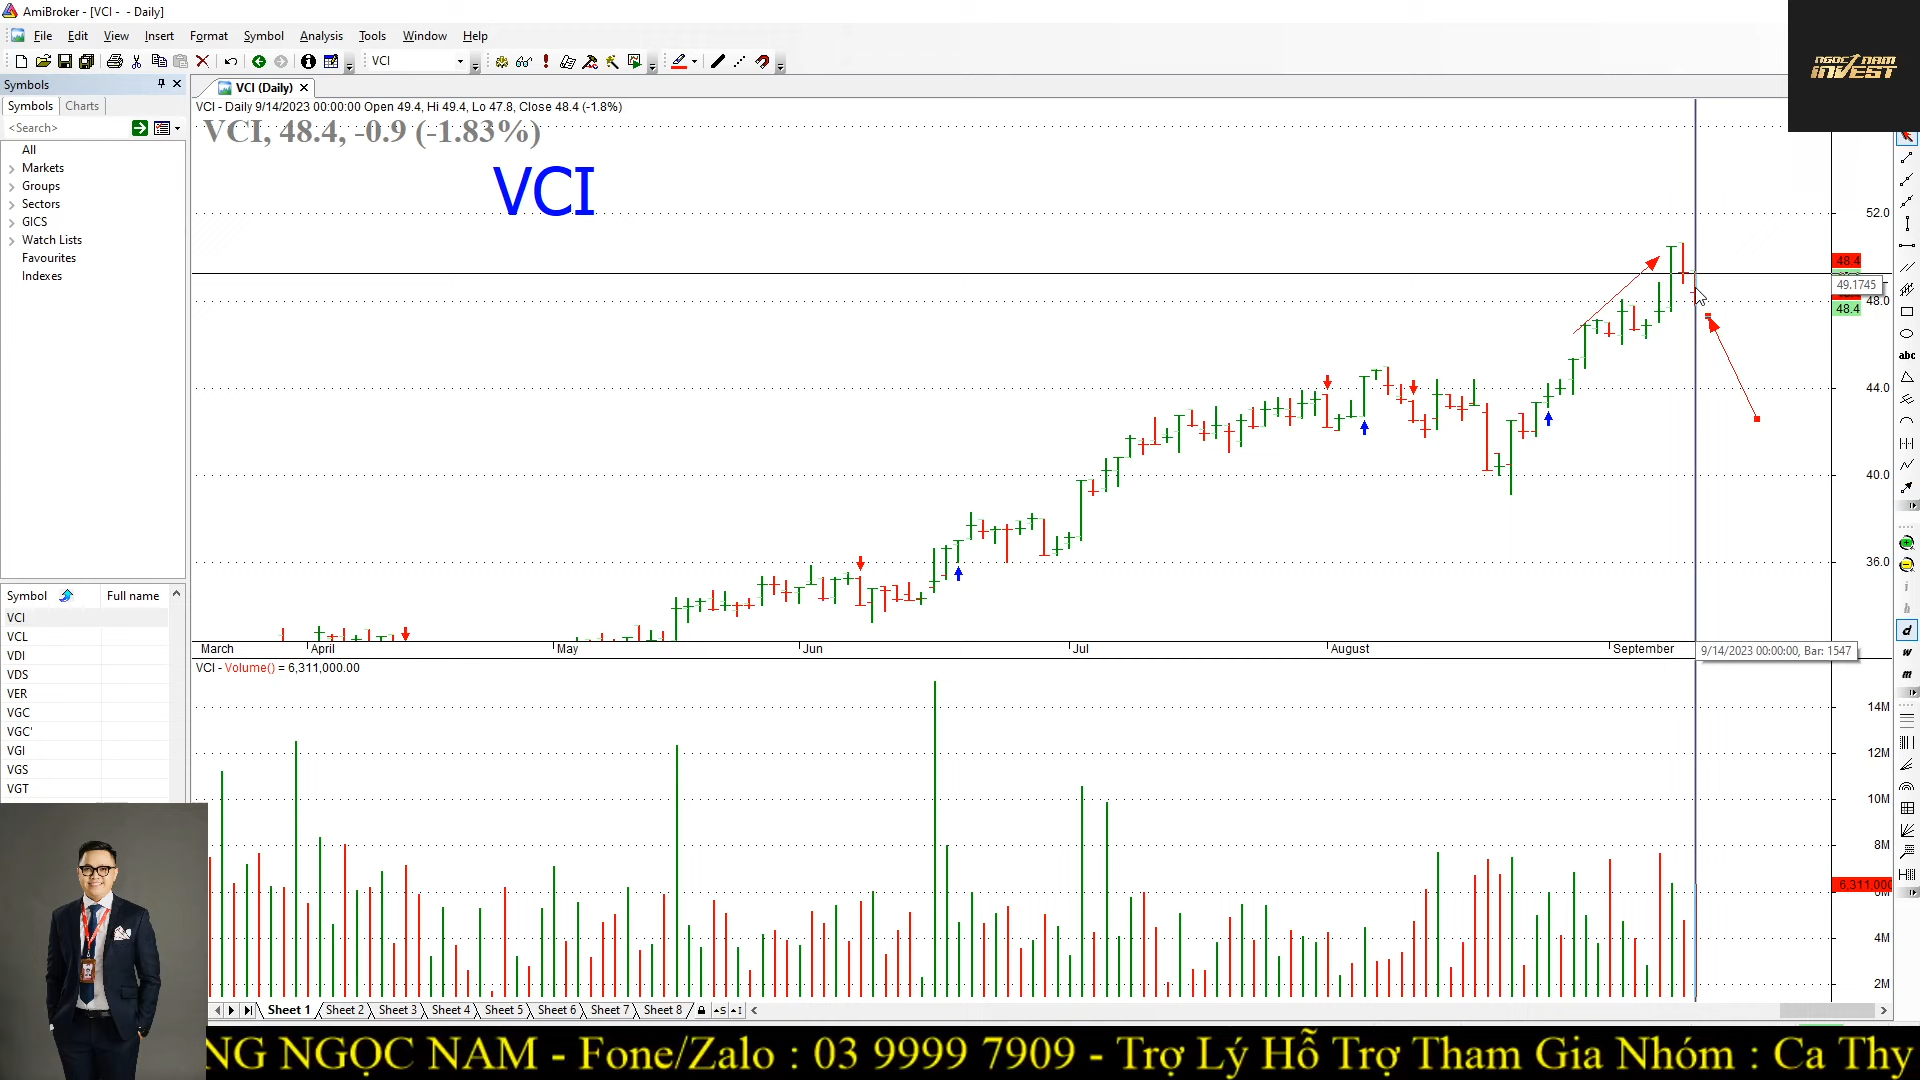 AmiBroker - [VCI - - Daily]
File Edit View Insert Format Symbol Analysis Tools Window Help
VCI
Symbols
Symbols Charts
<Search>
All
Markets
Groups
Sectors
GICS
Watch Lists
Favourites
Indexes
Symbol Full name
VCI
VCL
VDI
VDS
VER
VGC
VGC'
VGI
VGS
VGT
VCI (Daily)
VCI - Daily 9/14/2023 00:00:00 Open 49.4, Hi 49.4, Lo 47.8, Close 48.4 (-1.8%)
VCI, 48.4, -0.9 (-1.83%)
VCI
52.0
48.4
49.1745
48.0
48.4
44.0
40.0
36.0
March April May Jun Jul August September
9/14/2023 00:00:00, Bar: 1547
VCI - Volume() = 6,311,000.00
14M
12M
10M
8M
6,311,000
6M
4M
2M
Sheet 1 Sheet 2 Sheet 3 Sheet 4 Sheet 5 Sheet 6 Sheet 7 Sheet 8
NGỌC NAM
INVEST
abc
i
h
d
w
m
NG NGỌC NAM - Fone/Zalo : 03 9999 7909 - Trợ Lý Hỗ Trợ Tham Gia Nhóm : Ca Thy